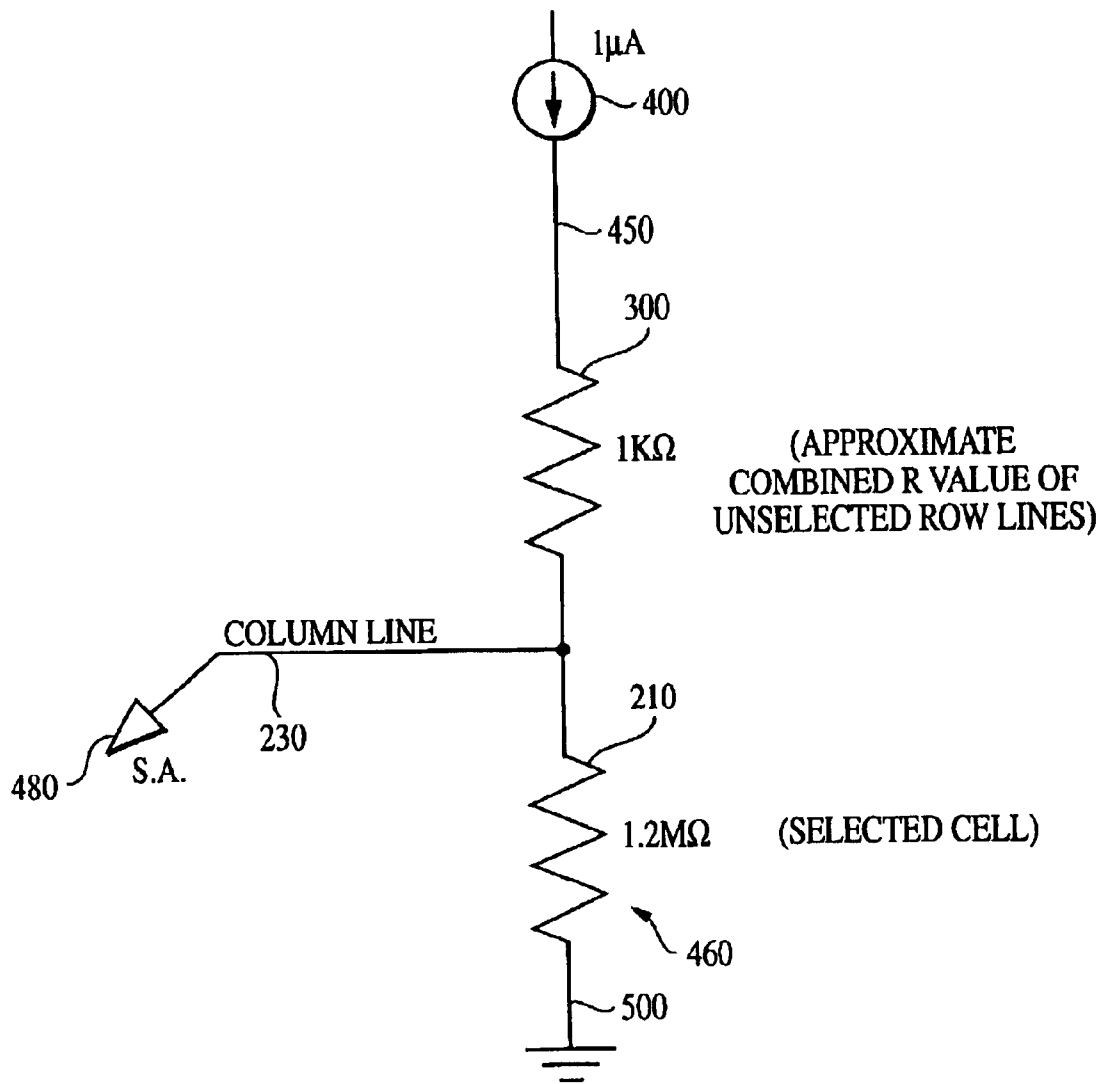 1μA
400
450
300
1KΩ
(APPROXIMATE
COMBINED R VALUE OF
UNSELECTED ROW LINES)
COLUMN LINE
230
480
S.A.
210
1.2MΩ
(SELECTED CELL)
460
500